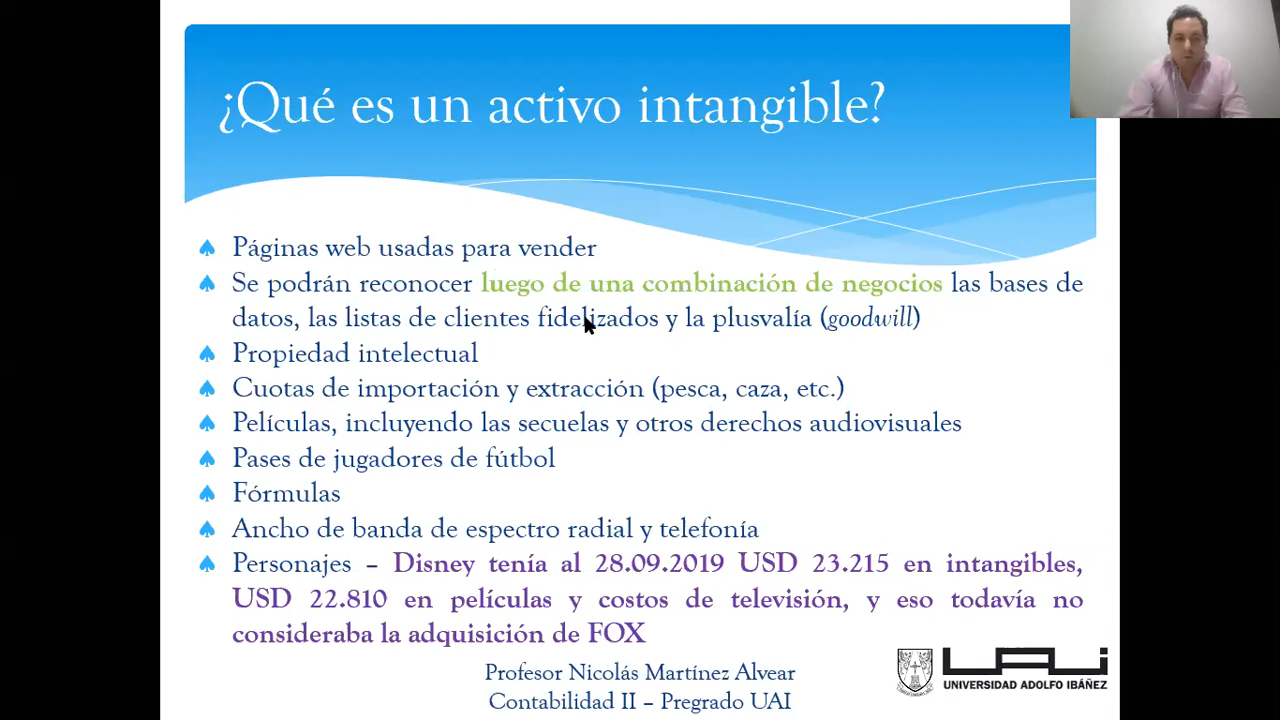 ¿Qué es un activo intangible?
Páginas web usadas para vender
Se podrán reconocer luego de una combinación de negocios las bases de
datos, las listas de clientes fidelizados y la plusvalía (goodwill)
Propiedad intelectual
Cuotas de importación y extracción (pesca, caza, etc.)
Películas, incluyendo las secuelas y otros derechos audiovisuales
Pases de jugadores de fútbol
Fórmulas
Ancho de banda de espectro radial y telefonía
Personajes – Disney tenía al 28.09.2019 USD 23.215 en intangibles,
USD 22.810 en películas y costos de televisión, y eso todavía no
consideraba la adquisición de FOX
Profesor Nicolás Martínez Alvear
Contabilidad II – Pregrado UAI
UAi
UNIVERSIDAD ADOLFO IBÁÑEZ